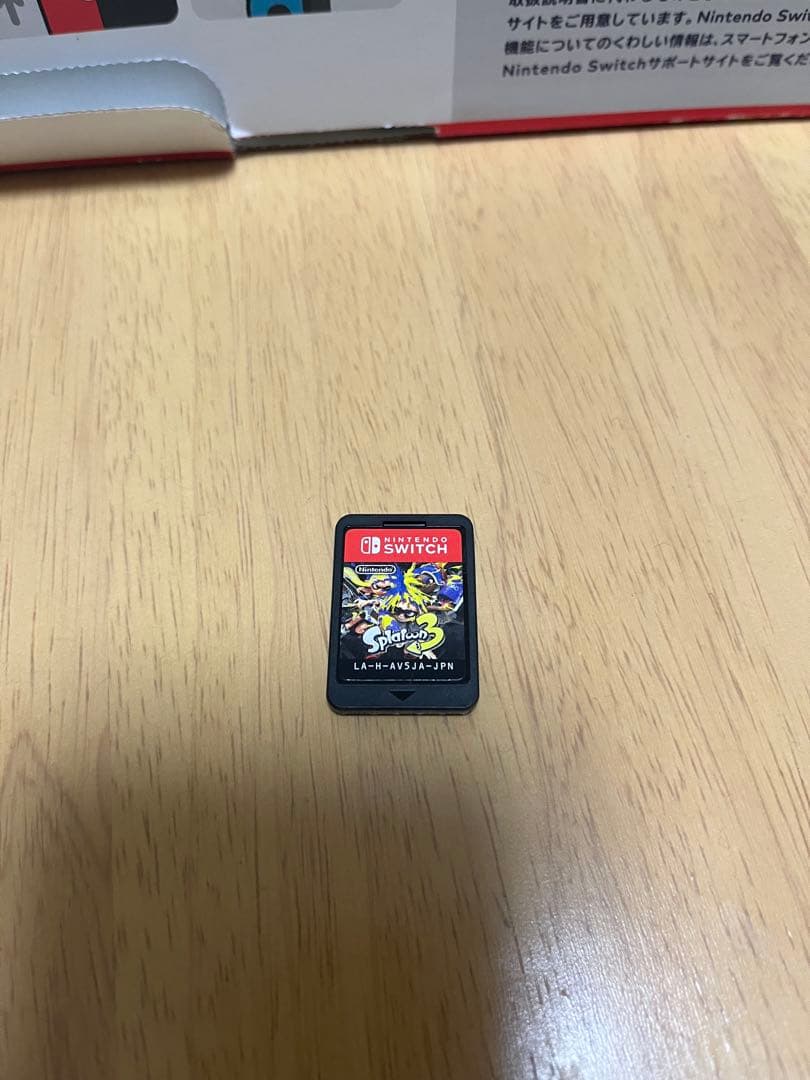 サイトをご用意しています。Nintendo Swi
機能についてのくわしい情報は、スマートフォン
Nintendo Switchサポートサイトをご覧くだ
NINTENDO
SWITCH
Nintendo
Splatoon 3
LA-H-AV5JA-JPN